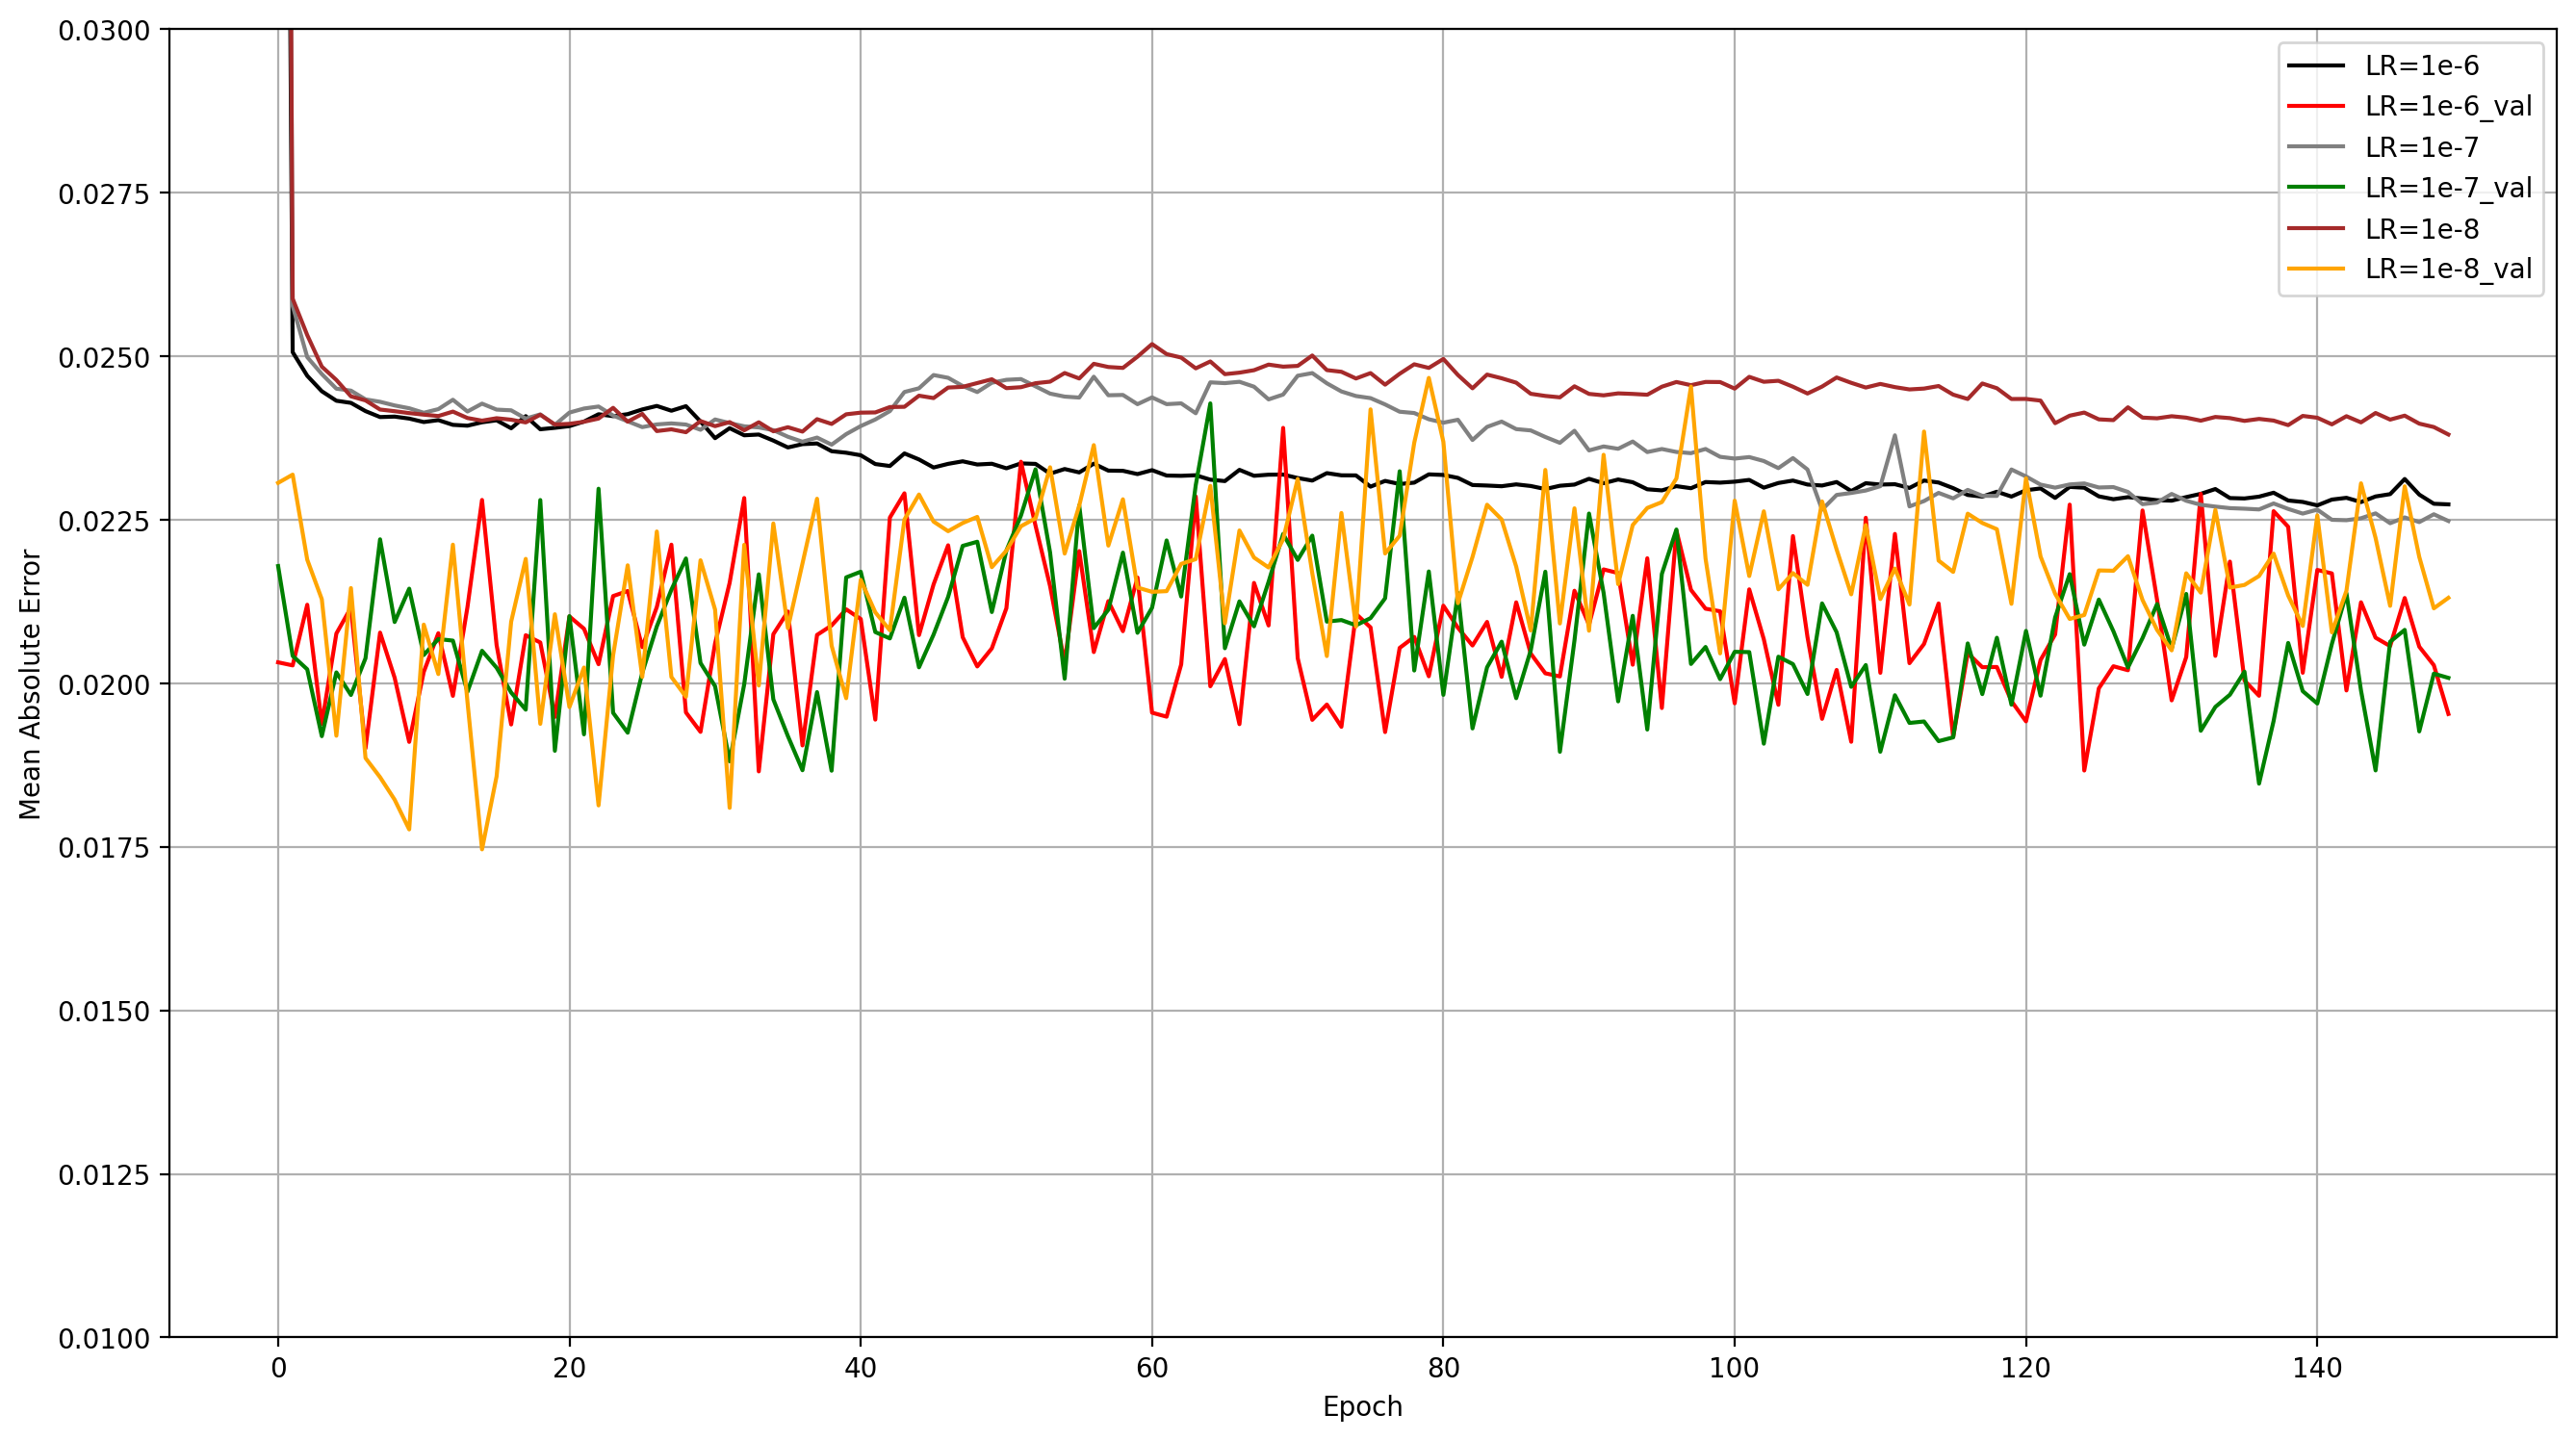 0.0300
0.0275
0.0250
0.0225
0.0200
0.0175
0.0150
0.0125
0.0100
Mean Absolute Error
0 20 40 60 80 100 120 140
Epoch
LR=1e-6
LR=1e-6_val
LR=1e-7
LR=1e-7_val
LR=1e-8
LR=1e-8_val